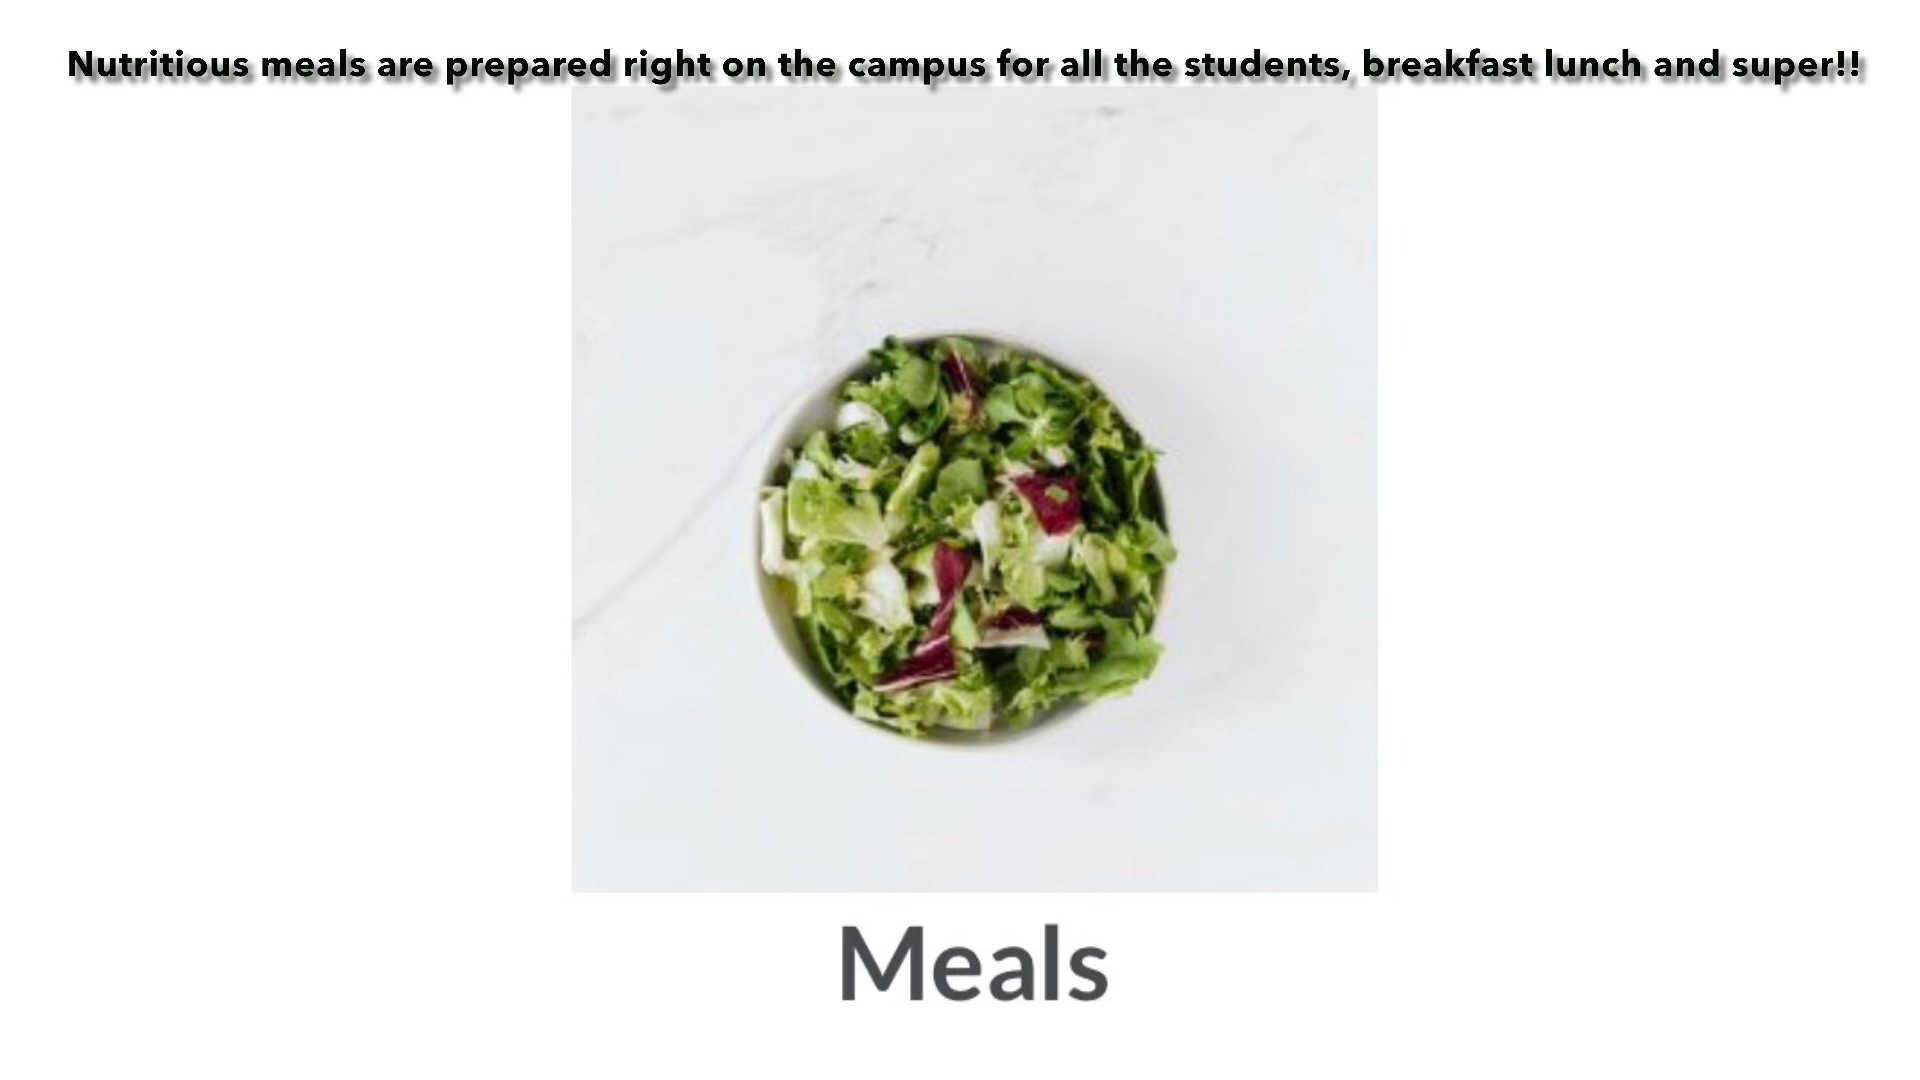 Nutritious meals are prepared right on the campus for all the students, breakfast lunch and super!!
Meals